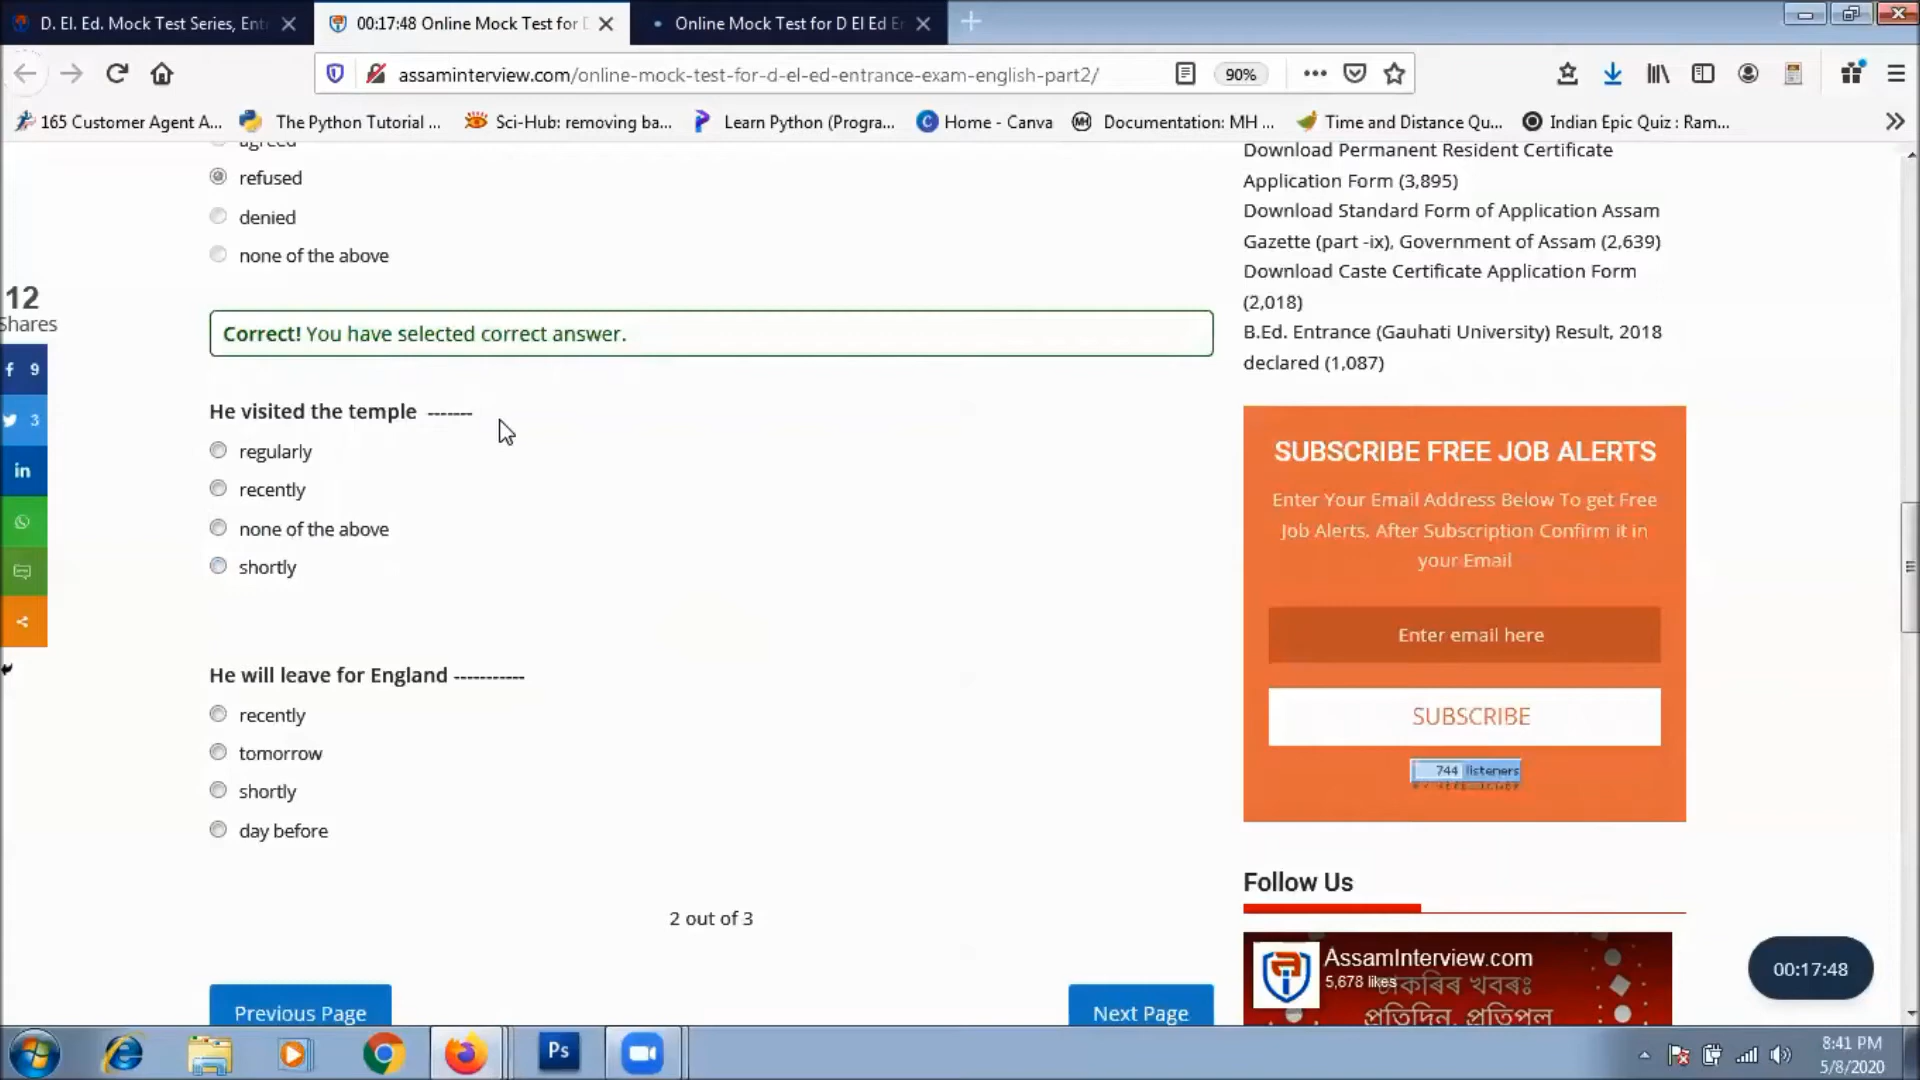 D. El. Ed. Mock Test Series, Ent
00:17:48 Online Mock Test for D
Online Mock Test for D El Ed En
assaminterview.com/online-mock-test-for-d-el-ed-entrance-exam-english-part2/
90%
165 Customer Agent A...
The Python Tutorial ...
Sci-Hub: removing ba...
Learn Python (Progra...
Home - Canva
Documentation: MH ...
Time and Distance Qu...
Indian Epic Quiz : Ram...
agreed
refused
denied
none of the above
Correct! You have selected correct answer.
He visited the temple -------
regularly
recently
none of the above
shortly
He will leave for England -----------
recently
tomorrow
shortly
day before
2 out of 3
Previous Page
Next Page
12
Shares
9
3
Download Permanent Resident Certificate
Application Form (3,895)
Download Standard Form of Application Assam
Gazette (part -ix), Government of Assam (2,639)
Download Caste Certificate Application Form
(2,018)
B.Ed. Entrance (Gauhati University) Result, 2018
declared (1,087)
SUBSCRIBE FREE JOB ALERTS
Enter Your Email Address Below To get Free
Job Alerts. After Subscription Confirm it in
your Email
Enter email here
SUBSCRIBE
744 listeners
Follow Us
AssamInterview.com
5,678 likes
চাকৰিৰ খবৰঃ
প্ৰতিদিন, প্ৰতিপল
00:17:48
Ps
8:41 PM
5/8/2020